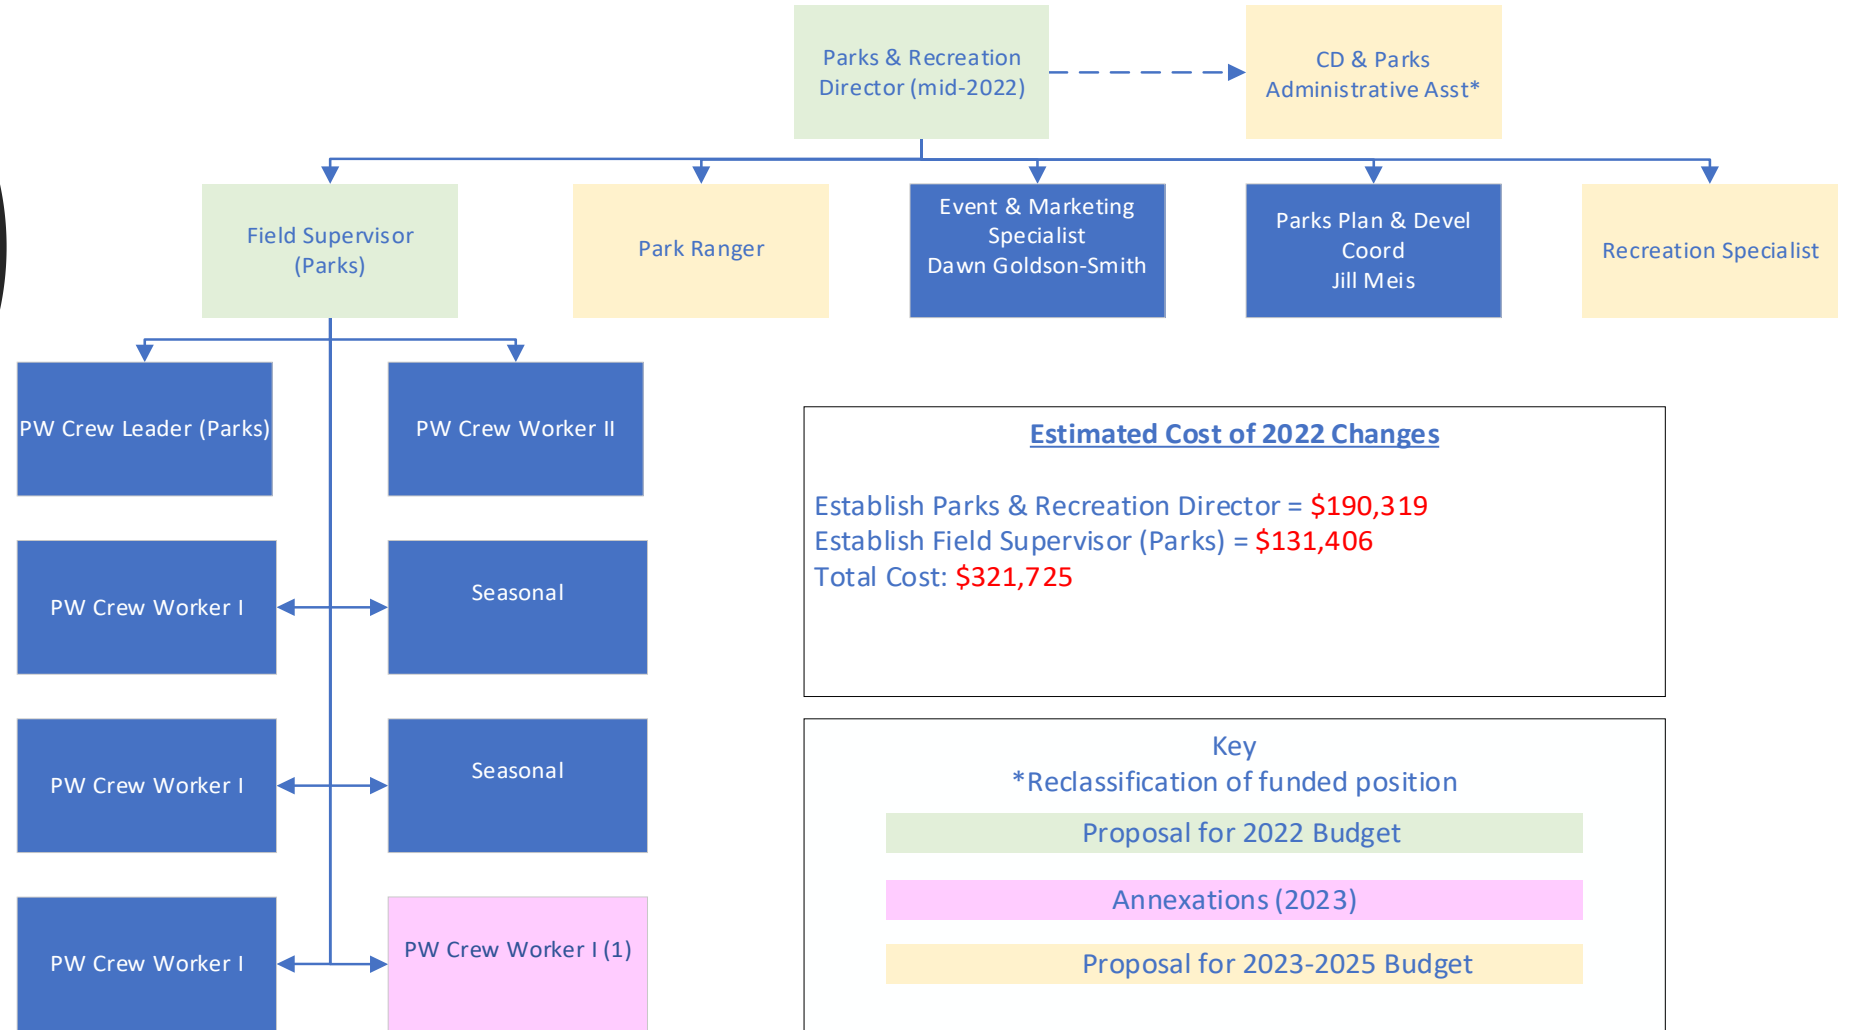 Parks & Recreation
Director (mid-2022)
CD & Parks
Administrative Asst*
Field Supervisor
(Parks)
Park Ranger
Event & Marketing
Specialist
Dawn Goldson-Smith
Parks Plan & Devel
Coord
Jill Meis
Recreation Specialist
PW Crew Leader (Parks)
PW Crew Worker II
PW Crew Worker I
Seasonal
PW Crew Worker I
Seasonal
PW Crew Worker I
PW Crew Worker I (1)
Estimated Cost of 2022 Changes
Establish Parks & Recreation Director = $190,319
Establish Field Supervisor (Parks) = $131,406
Total Cost: $321,725
Key
*Reclassification of funded position
Proposal for 2022 Budget
Annexations (2023)
Proposal for 2023-2025 Budget